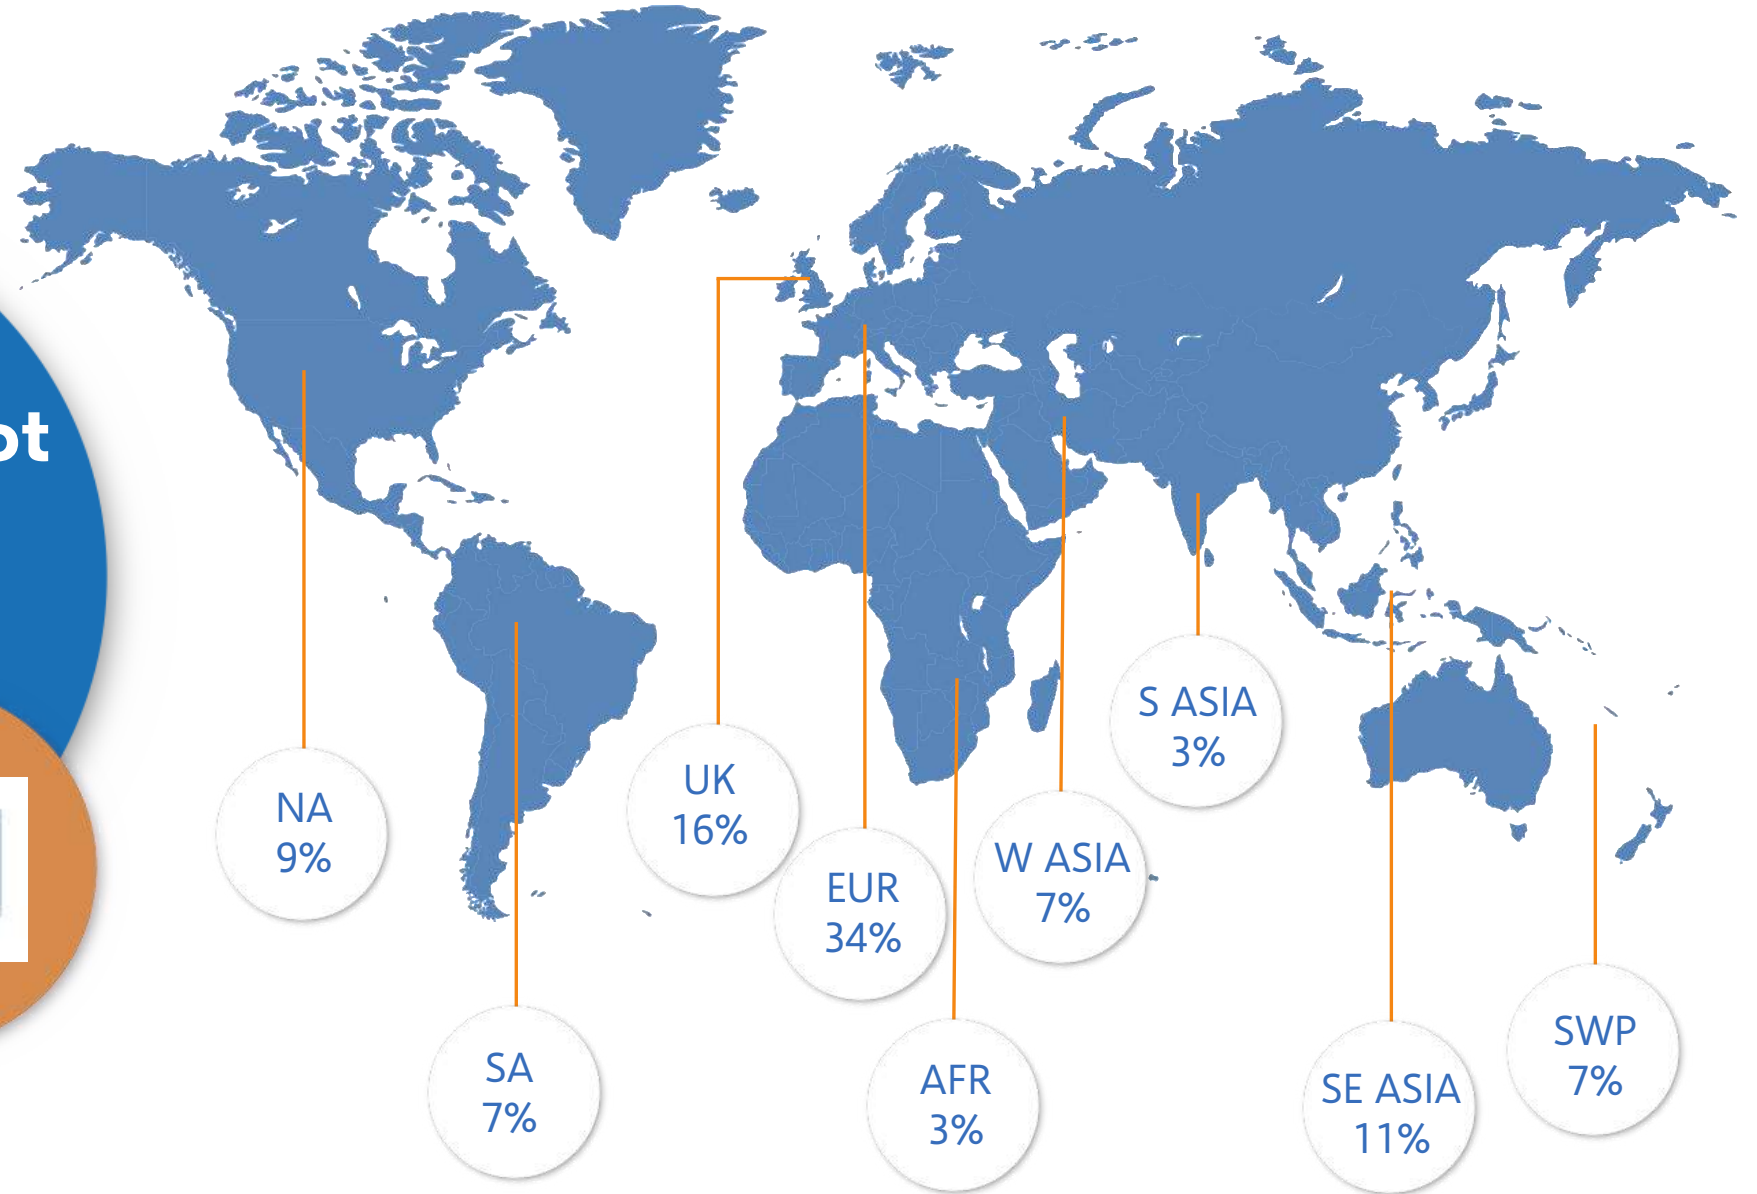 ot
NA
9%
SA
7%
UK
16%
EUR
34%
AFR
3%
W ASIA
7%
S ASIA
3%
SE ASIA
11%
SWP
7%